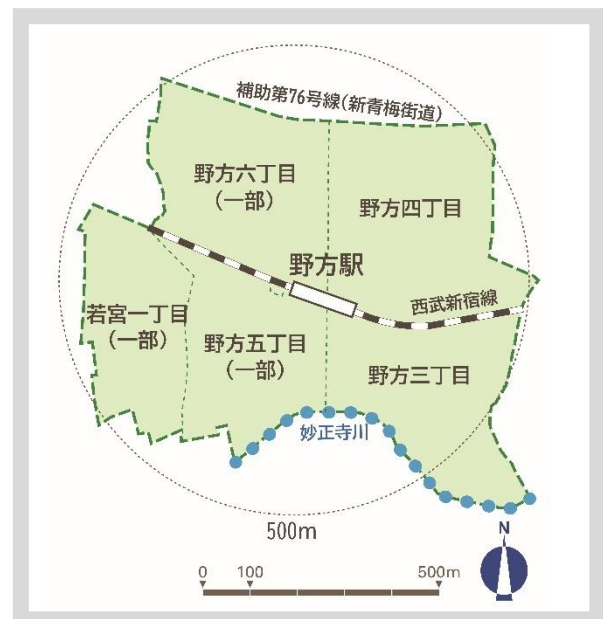 補助第76号線(新青梅街道)
野方六丁目
(一部)
野方四丁目
野方駅
西武新宿線
若宮一丁目
(一部)
野方五丁目
(一部)
野方三丁目
妙正寺川
500m
N
0 100 500m